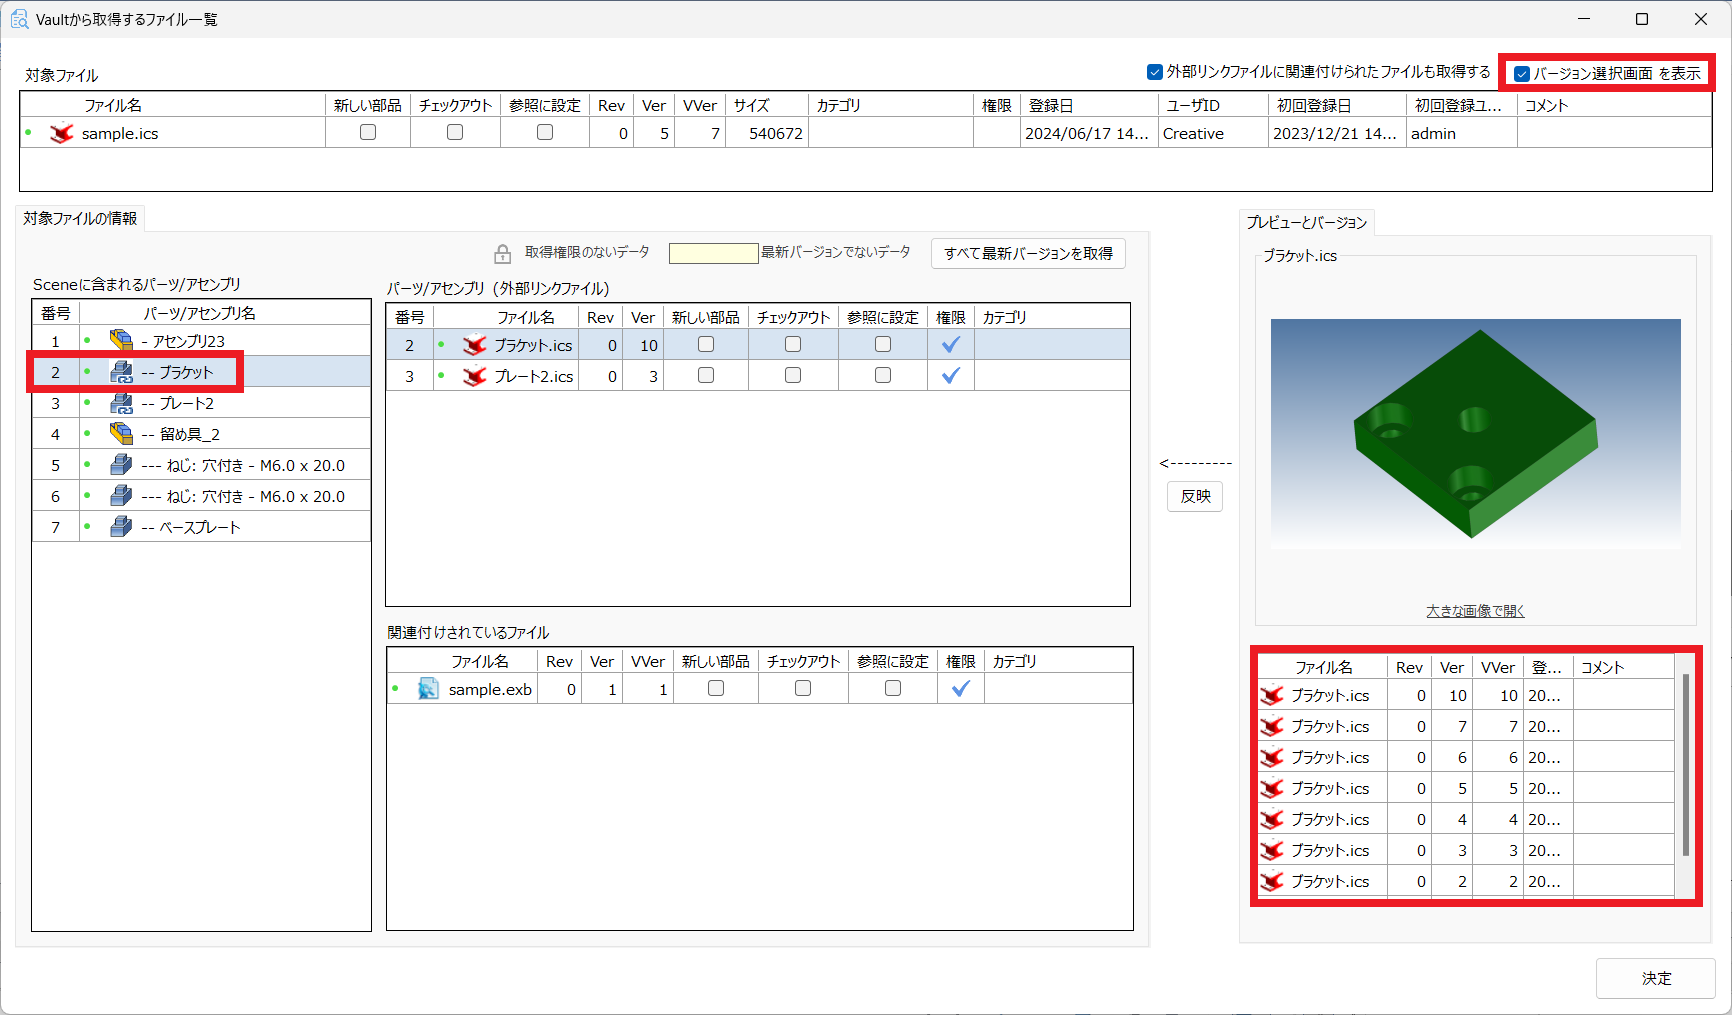 Vaultから取得するファイル一覧
対象ファイル
外部リンクファイルに関連付けられたファイルも取得する
バージョン選択画面 を表示
ファイル名 新しい部品 チェックアウト 参照に設定 Rev Ver VVer サイズ カテゴリ 権限 登録日 ユーザID 初回登録日 初回登録ユ... コメント
sample.ics 0 5 7 540672 2024/06/17 14... Creative 2023/12/21 14... admin
対象ファイルの情報
取得権限のないデータ 最新バージョンでないデータ すべて最新バージョンを取得
Sceneに含まれるパーツ/アセンブリ
番号 パーツ/アセンブリ名
1 - アセンブリ23
2 -- ブラケット
3 -- プレート2
4 -- 留め具_2
5 --- ねじ: 穴付き - M6.0 x 20.0
6 --- ねじ: 穴付き - M6.0 x 20.0
7 -- ベースプレート
パーツ/アセンブリ (外部リンクファイル)
番号 ファイル名 Rev Ver 新しい部品 チェックアウト 参照に設定 権限 カテゴリ
2 ブラケット.ics 0 10
3 プレート2.ics 0 3
関連付けされているファイル
ファイル名 Rev Ver VVer 新しい部品 チェックアウト 参照に設定 権限 カテゴリ
sample.exb 0 1 1
<---------
反映
プレビューとバージョン
ブラケット.ics
大きな画像で開く
ファイル名 Rev Ver VVer 登... コメント
ブラケット.ics 0 10 10 20...
ブラケット.ics 0 7 7 20...
ブラケット.ics 0 6 6 20...
ブラケット.ics 0 5 5 20...
ブラケット.ics 0 4 4 20...
ブラケット.ics 0 3 3 20...
ブラケット.ics 0 2 2 20...
決定